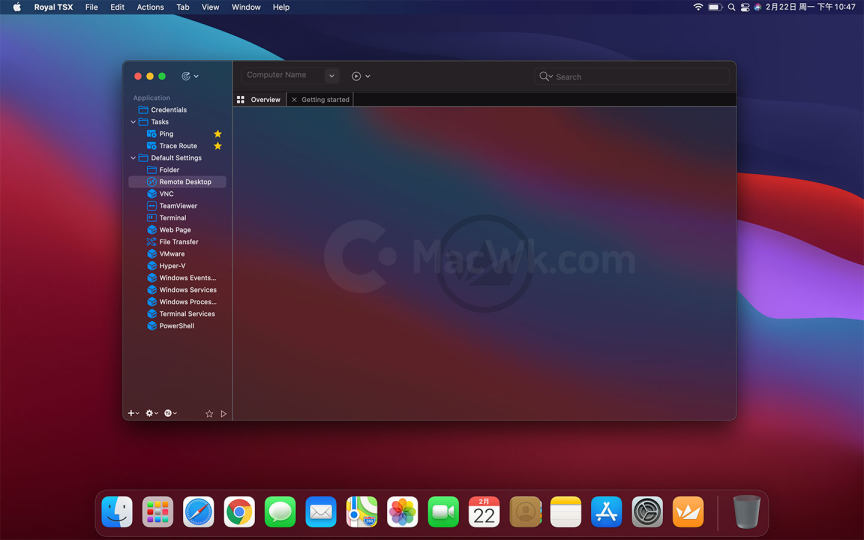 Royal TSX File Edit Actions Tab View Window Help 2月22日 周一 下午10:47
Computer Name
Search
Overview
Getting started
Application
Credentials
Tasks
Ping
Trace Route
Default Settings
Folder
Remote Desktop
VNC
TeamViewer
Terminal
Web Page
File Transfer
VMware
Hyper-V
Windows Events...
Windows Services
Windows Proces...
Terminal Services
PowerShell
MacWk.com
2月
22